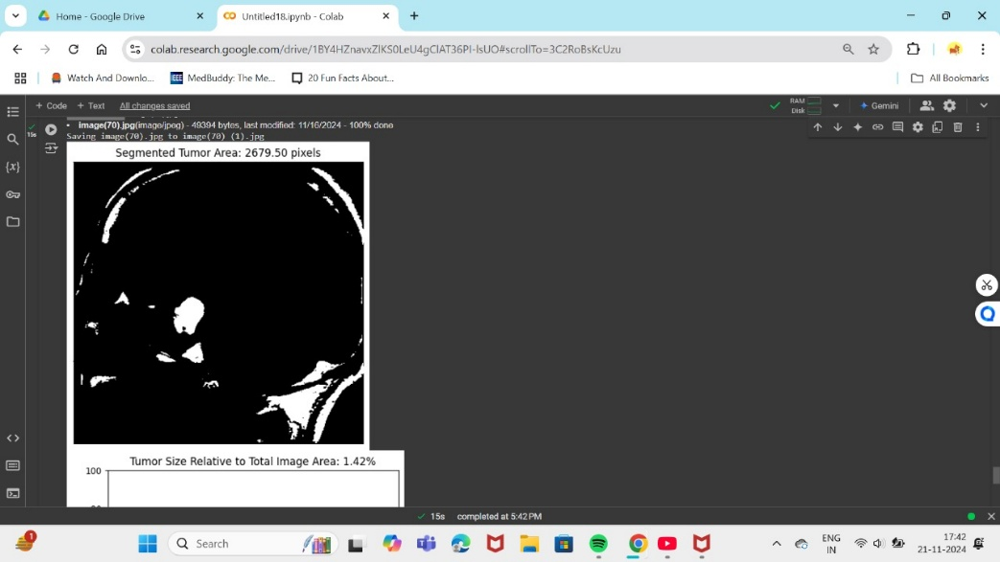 Home - Google Drive
Untitled18.ipynb - Colab
colab.research.google.com/drive/1BY4HZnavxZlKS0LeU4gClAT36PI-lsUO#scrollTo=3C2RoBsKcUzu
Watch And Downlo...
IEEE MedBuddy: The Me...
20 Fun Facts About...
All Bookmarks
+ Code + Text All changes saved
RAM
Disk
Gemini
15s
• image(70).jpg(image/jpeg) - 49394 bytes, last modified: 11/16/2024 - 100% done
Saving image(70).jpg to image(70) (1).jpg
Segmented Tumor Area: 2679.50 pixels
Tumor Size Relative to Total Image Area: 1.42%
100
15s completed at 5:42 PM
1
Search
ENG
IN
17:42
21-11-2024